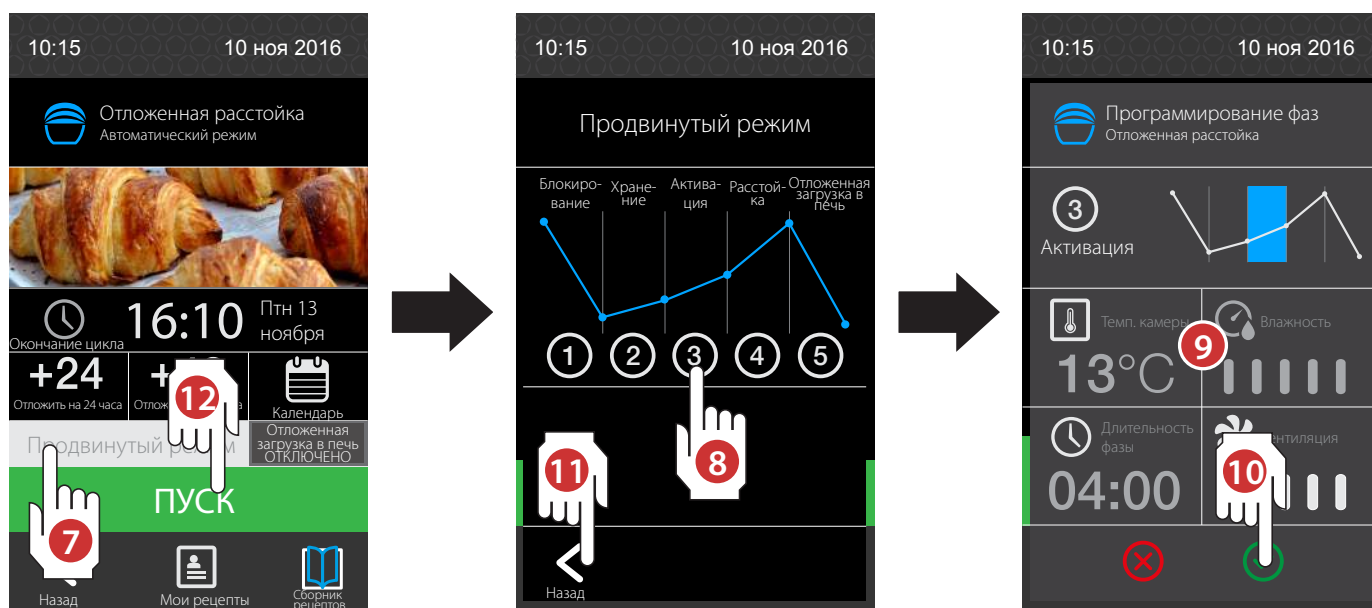 10:15 10 ноя 2016
Отложенная расстойка
Автоматический режим
16:10 Птн 13
ноября
Окончание цикла
+24
Отложить на 24 часа
Календарь
Продвинутый
Отложенная
загрузка в печь
ОТКЛЮЧЕНО
ПУСК
Назад Мои рецепты Сборник
рецептов
12
7
10:15 10 ноя 2016
Продвинутый режим
Блокиро-
вание
Хране-
ние
Актива-
ция
Расстой-
ка
Отложенная
загрузка в
печь
1 2 3 4 5
8
11
Назад
10:15 10 ноя 2016
Программирование фаз
Отложенная расстойка
3
Активация
Темп. камеры
13°C
9
Влажность
Длительность
фазы
04:00
10